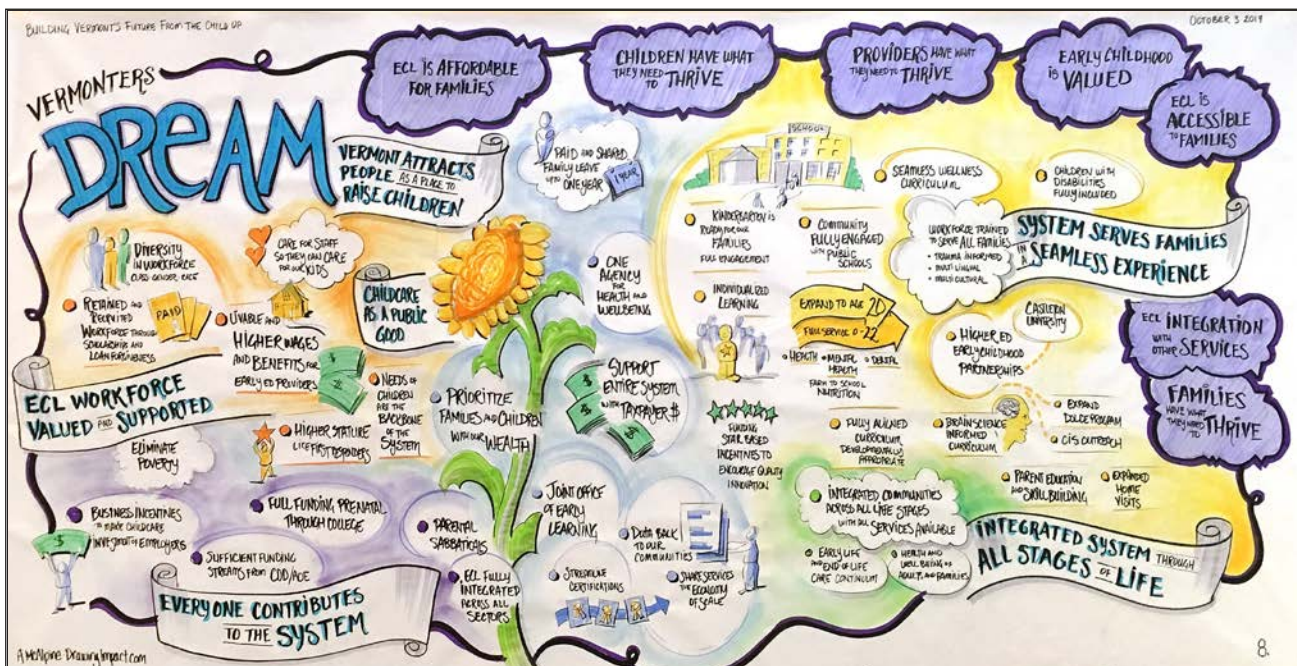 BUILDING VERMONT'S FUTURE FROM THE CHILD UP
OCTOBER 3 2019
VERMONTERS
DREAM
ECL IS AFFORDABLE
FOR FAMILIES
CHILDREN HAVE WHAT
THEY NEED TO THRIVE
PROVIDERS HAVE WHAT
THEY NEED TO THRIVE
EARLY CHILDHOOD
IS VALUED
ECL IS
ACCESSIBLE
TO FAMILIES
VERMONT ATTRACTS
PEOPLE AS A PLACE TO
RAISE CHILDREN
PAID AND SHARED
FAMILY LEAVE
UP TO
ONE YEAR
1 YEAR
SCHOOL
SEAMLESS WELLNESS
CURRICULUM
CHILDREN WITH
DISABILITIES
FULLY INCLUDED
DIVERSITY
IN WORKFORCE
CLASS GENDER RACE
CARE FOR STAFF
SO THEY CAN CARE
FOR OUR KIDS
RETAINED AND
RECRUITED
WORKFORCE THROUGH
SCHOLARSHIPS AND
LOAN FORGIVENESS
PAID
LIVABLE AND
HIGHER WAGES
AND BENEFITS FOR
EARLY ED PROVIDERS
CHILDCARE
AS A PUBLIC
GOOD
ONE
AGENCY
FOR
HEALTH AND
WELLBEING
KINDERGARTEN IS
READY FOR OUR
FAMILIES
FULL ENGAGEMENT
COMMUNITY
FULLY ENGAGED
WITH PUBLIC
SCHOOLS
WORKFORCE TRAINED
TO SERVE ALL FAMILIES
• TRAUMA INFORMED
• MULTI LINGUAL
• MULTI CULTURAL
SYSTEM SERVES FAMILIES
IN A
SEAMLESS EXPERIENCE
INDIVIDUALIZED
LEARNING
EXPAND TO AGE 20
FULL SERVICE 0-22
• HEALTH • MENTAL HEALTH • DENTAL
FARM TO SCHOOL
NUTRITION
HIGHER ED
EARLY CHILDHOOD
PARTNERSHIPS
CASTLETON
UNIVERSITY
ECL INTEGRATION
WITH OTHER SERVICES
FAMILIES
HAVE WHAT
THEY NEED TO THRIVE
ECL WORKFORCE
VALUED AND SUPPORTED
NEEDS OF
CHILDREN
ARE THE
BACKBONE
OF THE
SYSTEM
PRIORITIZE
FAMILIES AND CHILDREN
WITH OUR
WEALTH
SUPPORT
ENTIRE SYSTEM
WITH TAXPAYER $
ELIMINATE
POVERTY
HIGHER STATURE
LIKE FIRST RESPONDERS
FUNDING
STAR BASED
INCENTIVES TO
ENCOURAGE QUALITY
INNOVATION
FULLY ALIGNED
CURRICULUM
DEVELOPMENTALLY
APPROPRIATE
BRAIN SCIENCE
INFORMED
CURRICULUM
EXPAND
DULCE PROGRAM
CIS OUTREACH
BUSINESS INCENTIVES
TO MAKE CHILDCARE
INVESTMENT OF EMPLOYERS
FULL FUNDING PRENATAL
THROUGH COLLEGE
PARENTAL
SABBATICALS
JOINT OFFICE
OF EARLY
LEARNING
DATA BACK
TO OUR
COMMUNITIES
INTEGRATED COMMUNITIES
ACROSS ALL LIFE STAGES
WITH ALL
SERVICES AVAILABLE
PARENT EDUCATION
AND SKILL BUILDING
EXPANDED
HOME
VISITS
SUFFICIENT FUNDING
STREAMS FROM CDD/AOE
ECL FULLY
INTEGRATED
ACROSS ALL
SECTORS
STREAMLINE
CERTIFICATIONS
SHARE SERVICES
ECONOMY
OF SCALE
EARLY LIFE
AND END OF LIFE
CARE CONTINUUM
HEALTH AND
WELL BEING OF
ADULT AND FAMILIES
INTEGRATED SYSTEM THROUGH
ALL STAGES OF LIFE
EVERYONE CONTRIBUTES
TO THE SYSTEM
A McAlpine DrawingImpact.com
8.